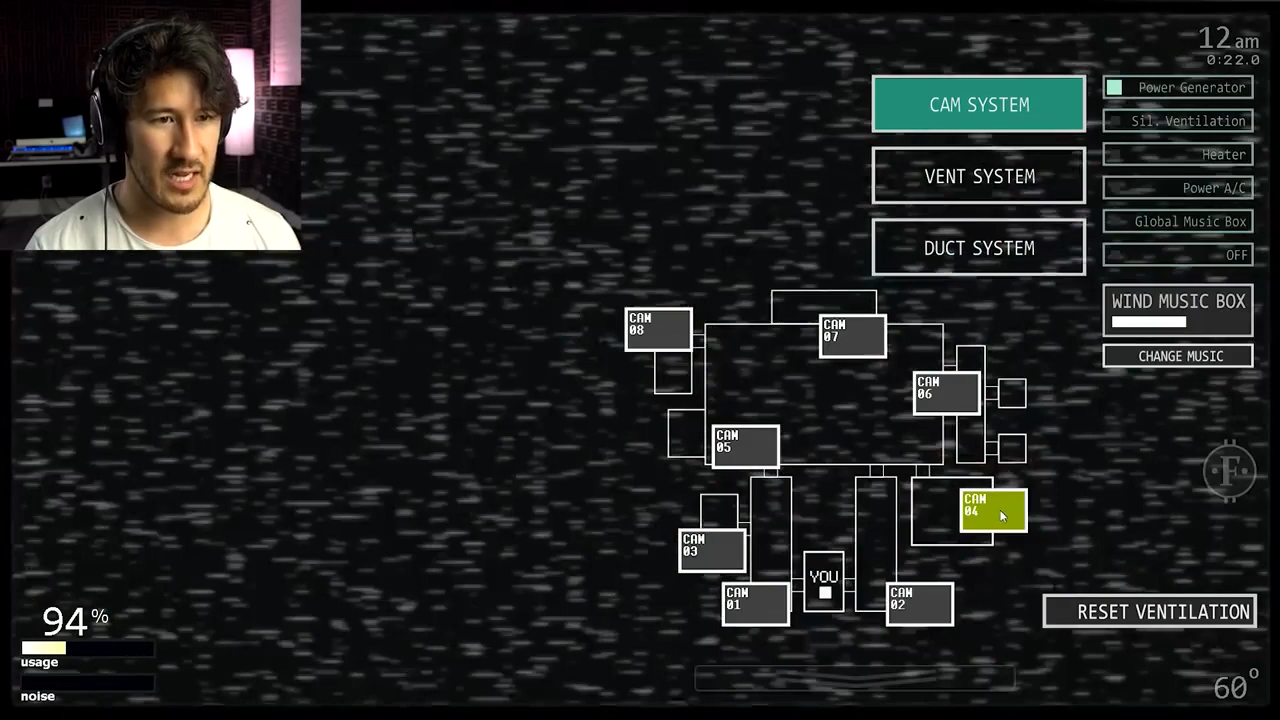 12 am
0:22.0
CAM SYSTEM
VENT SYSTEM
DUCT SYSTEM
Power Generator
Sil. Ventilation
Heater
Power A/C
Global Music Box
OFF
WIND MUSIC BOX
CHANGE MUSIC
CAM
08
CAM
07
CAM
06
CAM
05
CAM
04
CAM
03
CAM
01
CAM
02
YOU
F
RESET VENTILATION
94%
usage
noise
60°